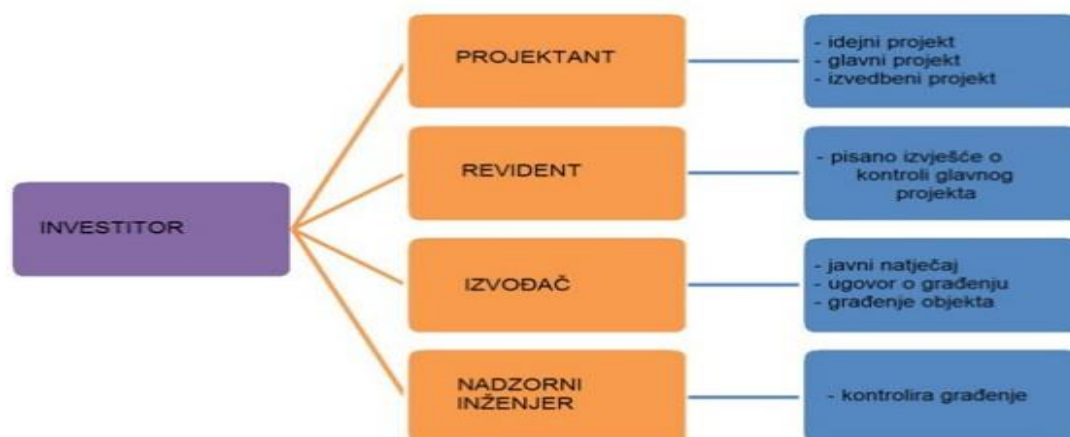 INVESTITOR
PROJEKTANT
- idejni projekt
- glavni projekt
- izvedbeni projekt
REVIDENT
- pisano izvješće o
kontroli glavnog
projekta
IZVOĐAČ
- javni natječaj
- ugovor o građenju
- građenje objekta
NADZORNI
INŽENJER
- kontrolira građenje